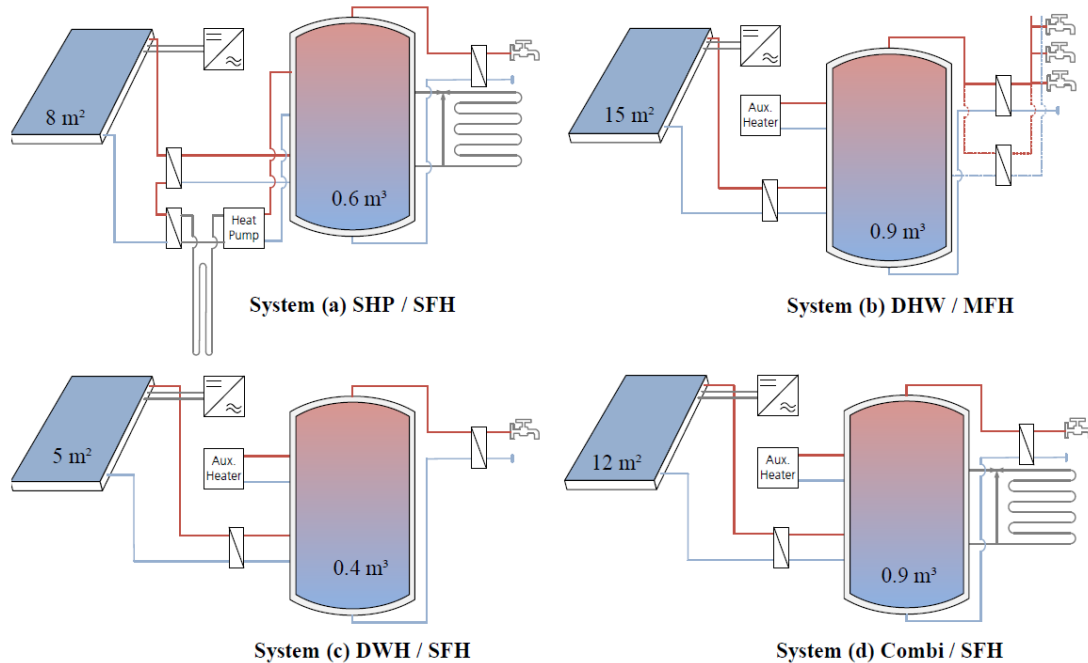 8 m²
Heat
Pump
0.6 m³
System (a) SHP / SFH
15 m²
Aux.
Heater
0.9 m³
System (b) DHW / MFH
5 m²
Aux.
Heater
0.4 m³
System (c) DWH / SFH
12 m²
Aux.
Heater
0.9 m³
System (d) Combi / SFH